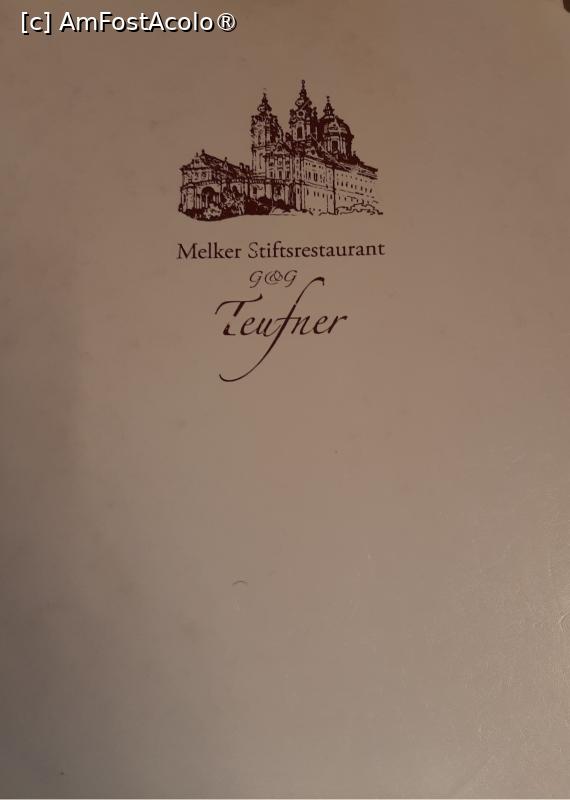 [c] AmFostAcolo®
Melker Stiftsrestaurant
G&G
Teufner